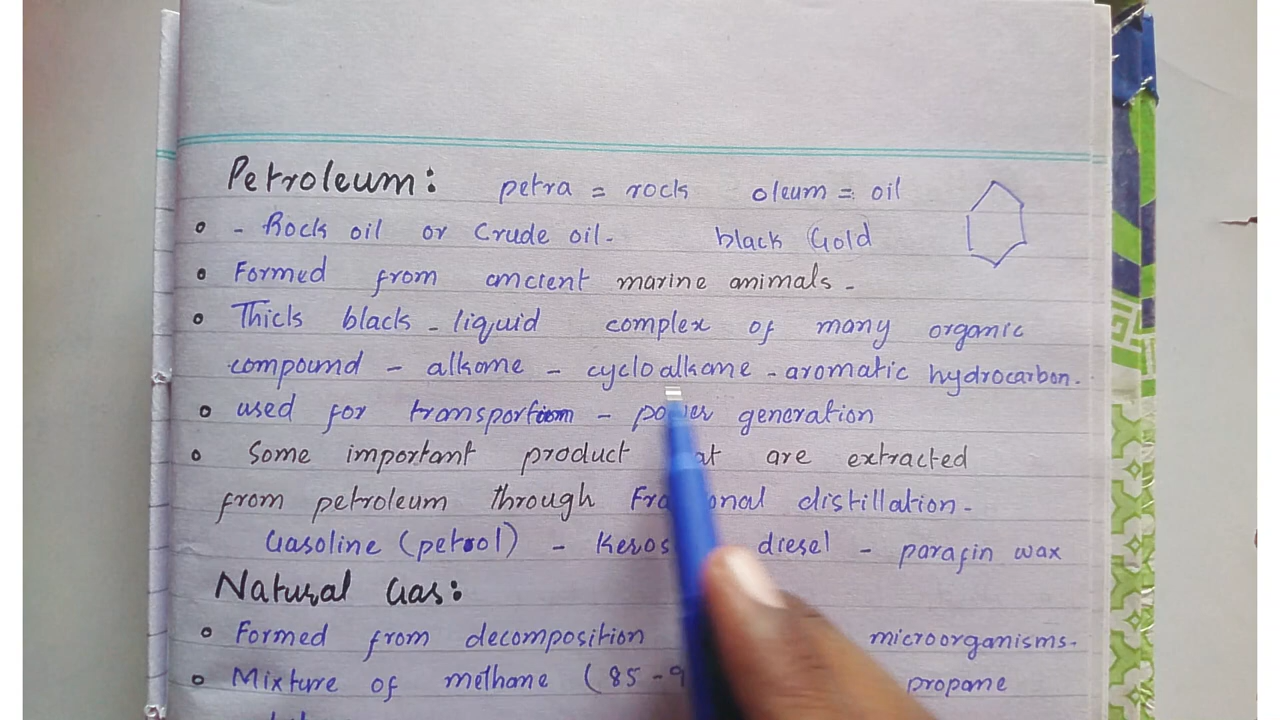 Petroleum: petra = rock oleum = oil
- Rock oil or Crude oil. black Gold
Formed from ancient marine animals.
Thick black - liquid complex of many organic
compound - alkane - cycloalkane - aromatic hydrocarbon.
used for transportion - power generation
Some important product are extracted
from petroleum through distillation.
Gasoline (petrol) - diesel - parafin wax
Natural Gas:
Formed from decomposition microorganisms.
Mixture of methane (85 - propane